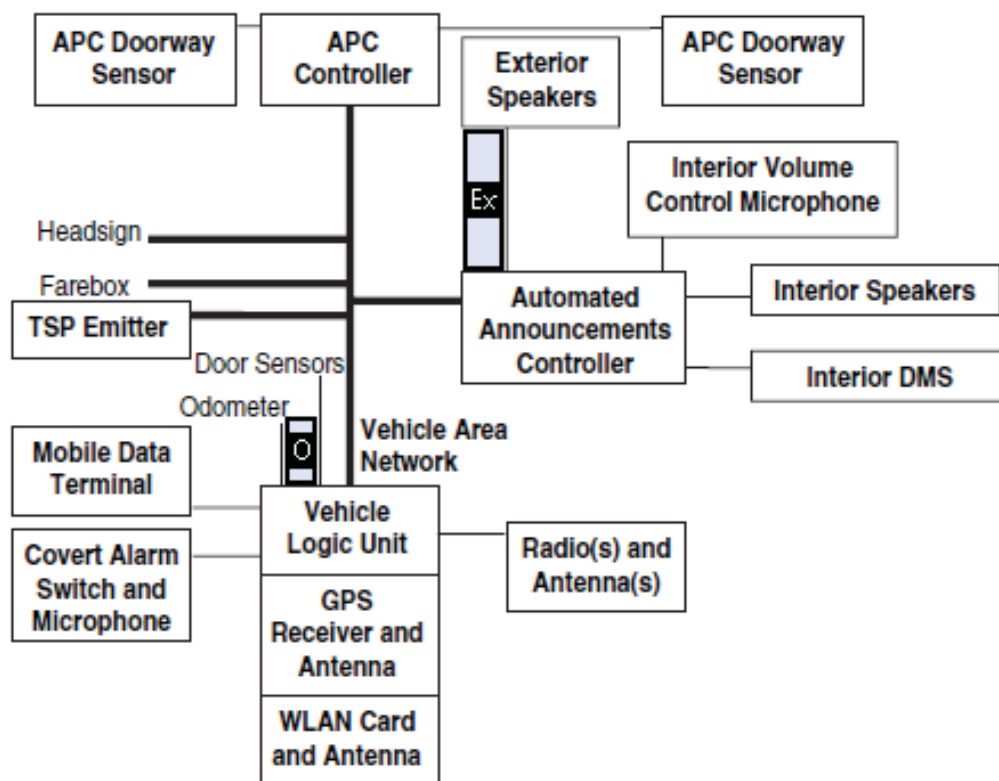 APC Doorway
Sensor
APC
Controller
APC Doorway
Sensor
Exterior
Speakers
Interior Volume
Control Microphone
Ex
Headsign
Farebox
TSP Emitter
Automated
Announcements
Controller
Interior Speakers
Interior DMS
Door Sensors
Odometer
O
Vehicle Area
Network
Mobile Data
Terminal
Vehicle
Logic Unit
Covert Alarm
Switch and
Microphone
Radio(s) and
Antenna(s)
GPS
Receiver and
Antenna
WLAN Card
and Antenna